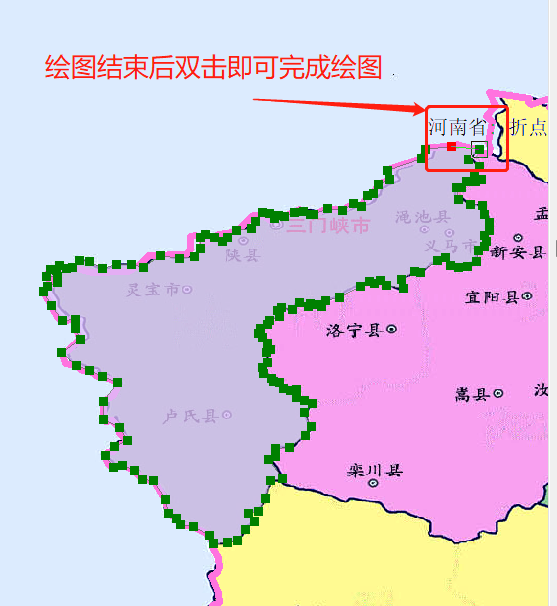 绘图结束后双击即可完成绘图
河南省: 折点
三门峡市
渑池县
孟
义马市
陕县
新安县
灵宝市
宜阳县
洛宁县
嵩县
汝
卢氏县
栾川县